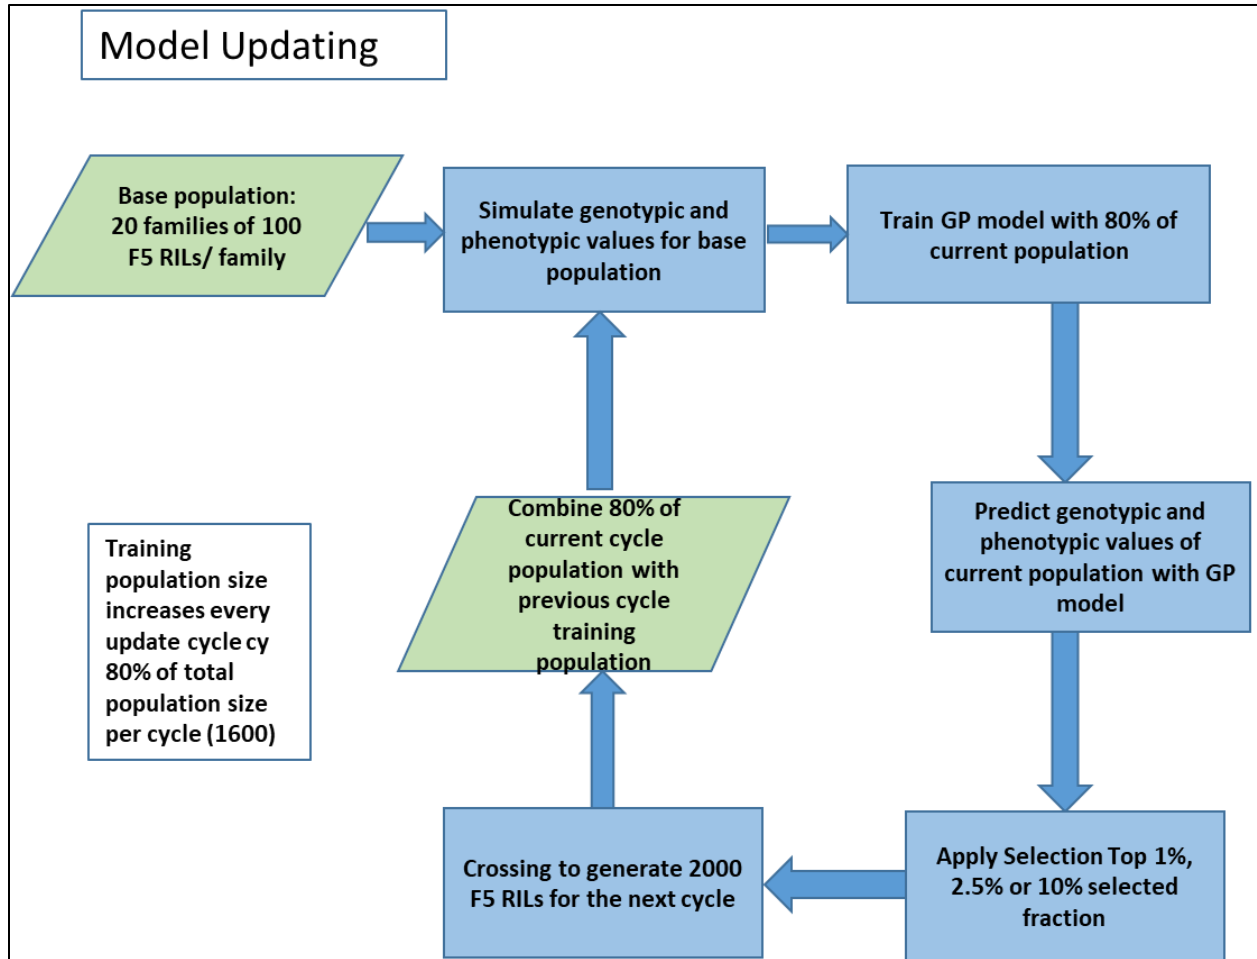 Model Updating
Base population:
20 families of 100
F5 RILs/ family
Simulate genotypic and
phenotypic values for base
population
Train GP model with 80% of
current population
Predict genotypic and
phenotypic values of
current population with GP
model
Apply Selection Top 1%,
2.5% or 10% selected
fraction
Crossing to generate 2000
F5 RILs for the next cycle
Combine 80% of
current cycle
population with
previous cycle
training
population
Training
population size
increases every
update cycle cy
80% of total
population size
per cycle (1600)